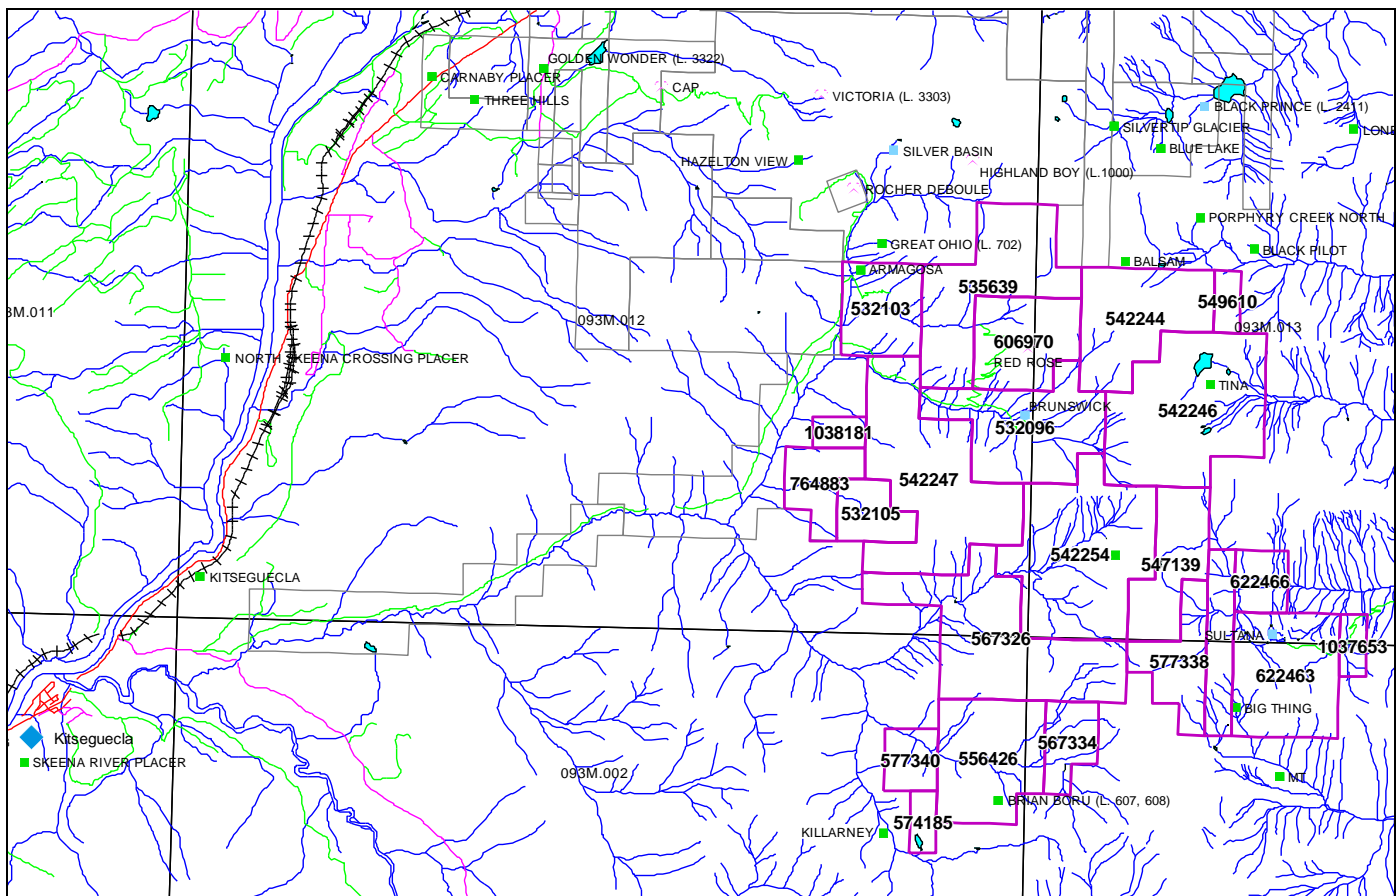 GOLDEN WONDER (L. 3322)
CARNABY PLACER
THREE HILLS
CAP
VICTORIA (L. 3303)
BLACK PRINCE (L. 2411)
SILVERTIP GLACIER
LONE
BLUE LAKE
SILVER BASIN
HAZELTON VIEW
HIGHLAND BOY (L.1000)
ROCHER DEBOULE
PORPHYRY CREEK NORTH
GREAT OHIO (L. 702)
BLACK PILOT
BALSAM
ARMAGOSA
535639
532103
549610
542244
3M.011
093M.012
093M.013
606970
RED ROSE
NORTH SKEENA CROSSING PLACER
TINA
BRUNSWICK
542246
532096
1038181
542247
764883
532105
542254
547139
KITSEGUECLA
622466
SULTANA
567326
1037653
577338
622463
BIG THING
Kitseguecla
567334
SKEENA RIVER PLACER
577340
556426
093M.002
MT
BRIAN BORU (L. 607, 608)
574185
KILLARNEY